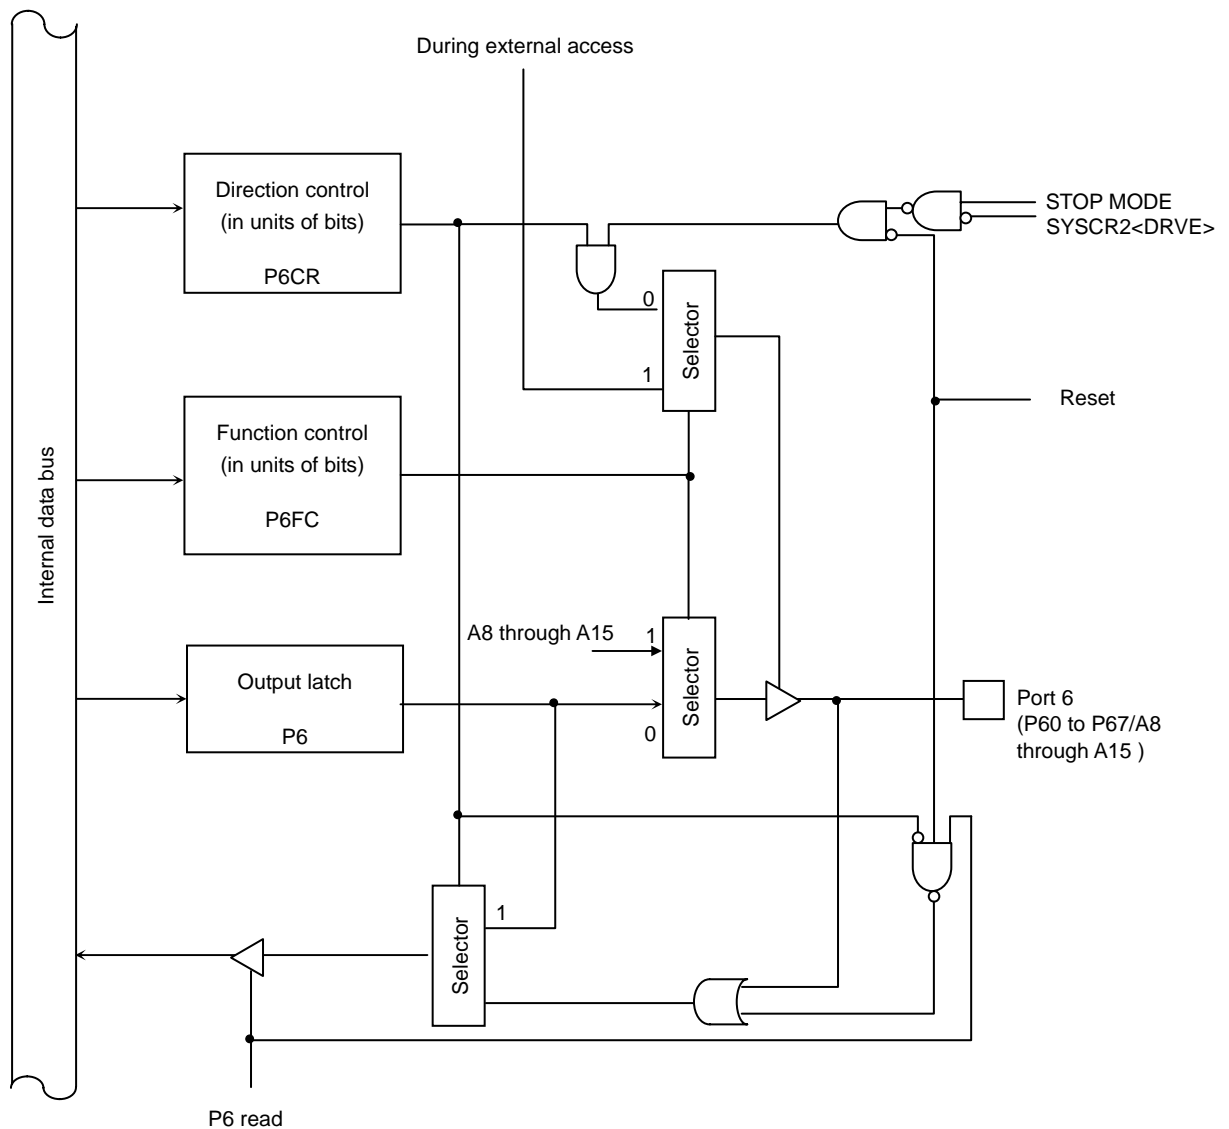 During external access
Direction control
(in units of bits)
P6CR
STOP MODE
SYSCR2<DRVE>
0
Selector
1
Reset
Function control
(in units of bits)
P6FC
Internal data bus
A8 through A15
1
Selector
0
Output latch
P6
Port 6
(P60 to P67/A8
through A15 )
1
Selector
P6 read